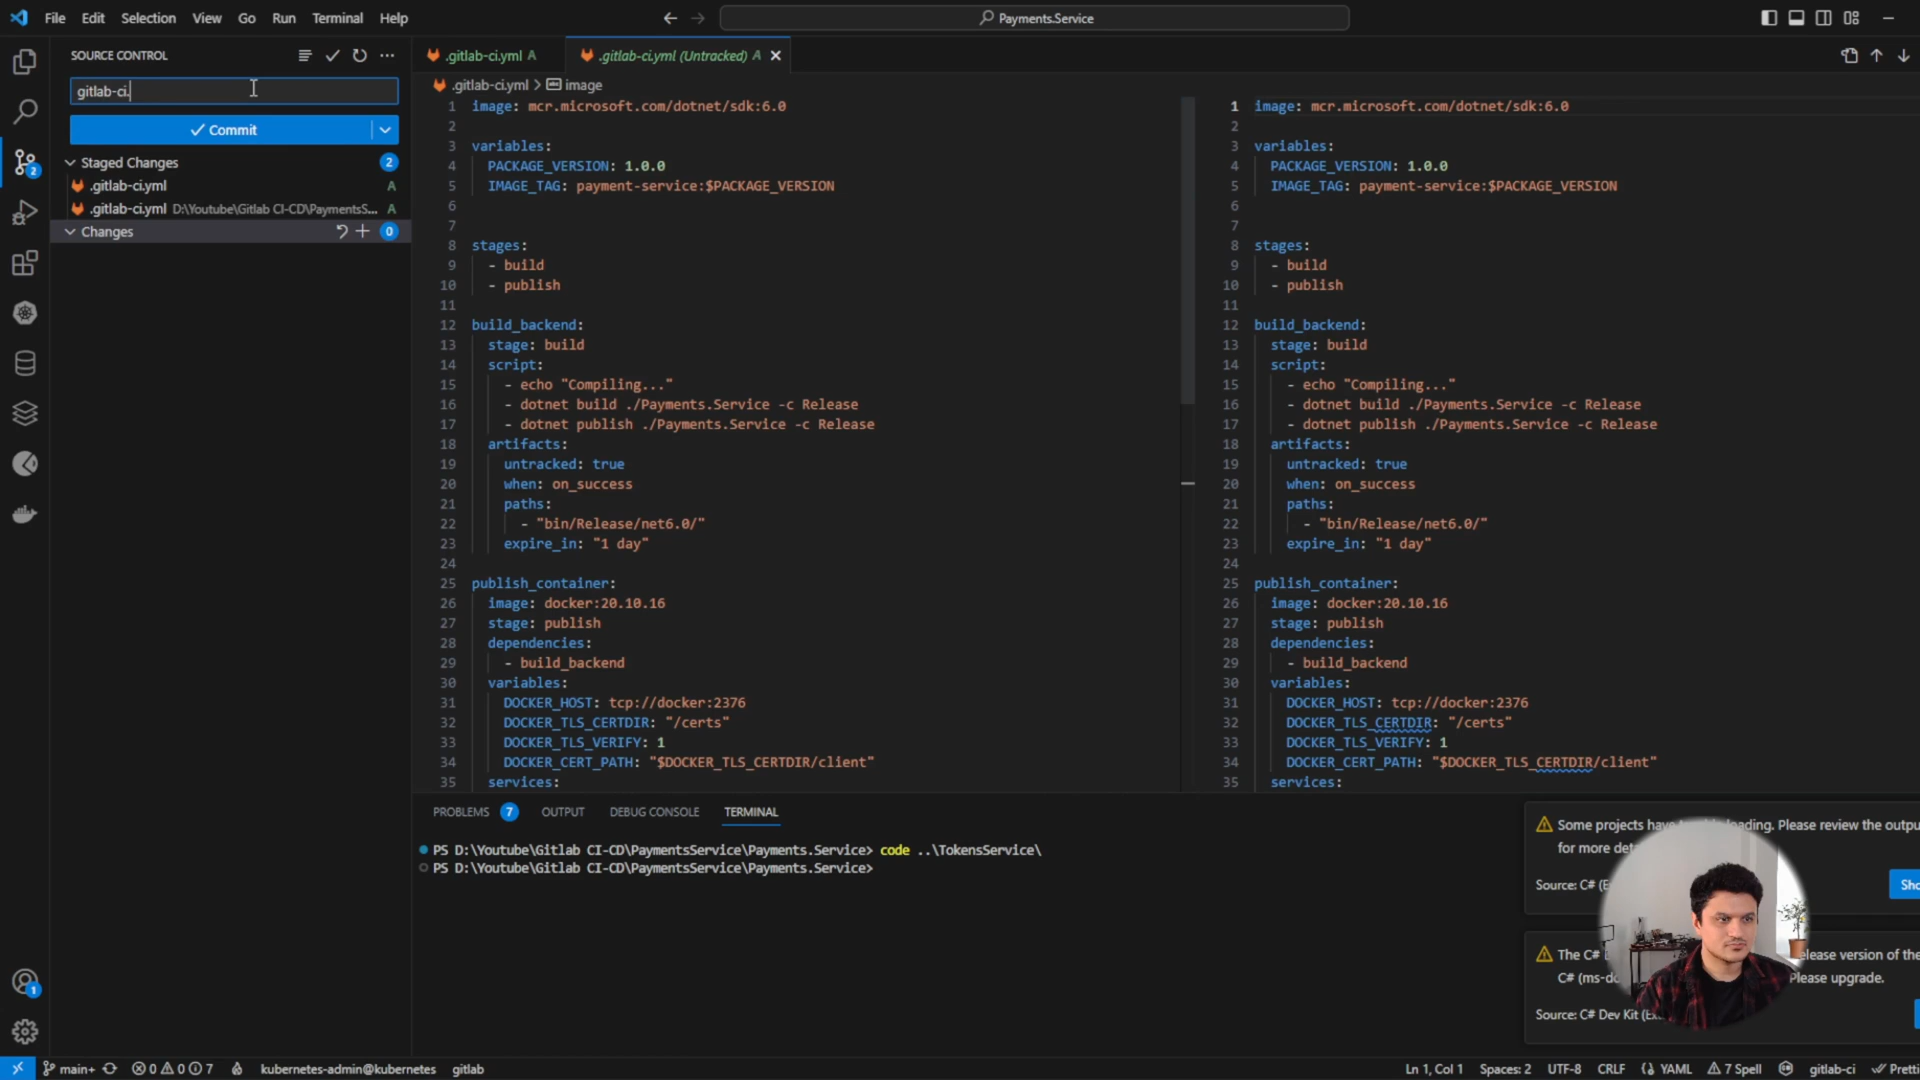 File Edit Selection View Go Run Terminal Help
Payments.Service
SOURCE CONTROL
gitlab-ci.
Commit
Staged Changes 2
.gitlab-ci.yml A
.gitlab-ci.yml D:\Youtube\Gitlab CI-CD\PaymentsS... A
Changes 0
2
1
.gitlab-ci.yml A
.gitlab-ci.yml (Untracked) A
.gitlab-ci.yml > image
1 image: mcr.microsoft.com/dotnet/sdk:6.0
2
3 variables:
4 PACKAGE_VERSION: 1.0.0
5 IMAGE_TAG: payment-service:$PACKAGE_VERSION
6
7
8 stages:
9 - build
10 - publish
11
12 build_backend:
13 stage: build
14 script:
15 - echo "Compiling..."
16 - dotnet build ./Payments.Service -c Release
17 - dotnet publish ./Payments.Service -c Release
18 artifacts:
19 untracked: true
20 when: on_success
21 paths:
22 - "bin/Release/net6.0/"
23 expire_in: "1 day"
24
25 publish_container:
26 image: docker:20.10.16
27 stage: publish
28 dependencies:
29 - build_backend
30 variables:
31 DOCKER_HOST: tcp://docker:2376
32 DOCKER_TLS_CERTDIR: "/certs"
33 DOCKER_TLS_VERIFY: 1
34 DOCKER_CERT_PATH: "$DOCKER_TLS_CERTDIR/client"
35 services:
1 image: mcr.microsoft.com/dotnet/sdk:6.0
2
3 variables:
4 PACKAGE_VERSION: 1.0.0
5 IMAGE_TAG: payment-service:$PACKAGE_VERSION
6
7
8 stages:
9 - build
10 - publish
11
12 build_backend:
13 stage: build
14 script:
15 - echo "Compiling..."
16 - dotnet build ./Payments.Service -c Release
17 - dotnet publish ./Payments.Service -c Release
18 artifacts:
19 untracked: true
20 when: on_success
21 paths:
22 - "bin/Release/net6.0/"
23 expire_in: "1 day"
24
25 publish_container:
26 image: docker:20.10.16
27 stage: publish
28 dependencies:
29 - build_backend
30 variables:
31 DOCKER_HOST: tcp://docker:2376
32 DOCKER_TLS_CERTDIR: "/certs"
33 DOCKER_TLS_VERIFY: 1
34 DOCKER_CERT_PATH: "$DOCKER_TLS_CERTDIR/client"
35 services:
PROBLEMS 7 OUTPUT DEBUG CONSOLE TERMINAL
PS D:\Youtube\Gitlab CI-CD\PaymentsService\Payments.Service> code ..\TokensService\
PS D:\Youtube\Gitlab CI-CD\PaymentsService\Payments.Service>
Some projects have loading. Please review the outpu
for more
Source: C#
Sho
The C# release version of the
C# Please upgrade.
Source: C# Dev Kit
main+ 0 0 7 kubernetes-admin@kubernetes gitlab Ln 1, Col 1 Spaces: 2 UTF-8 CRLF YAML 7 Spell gitlab-ci Pretti